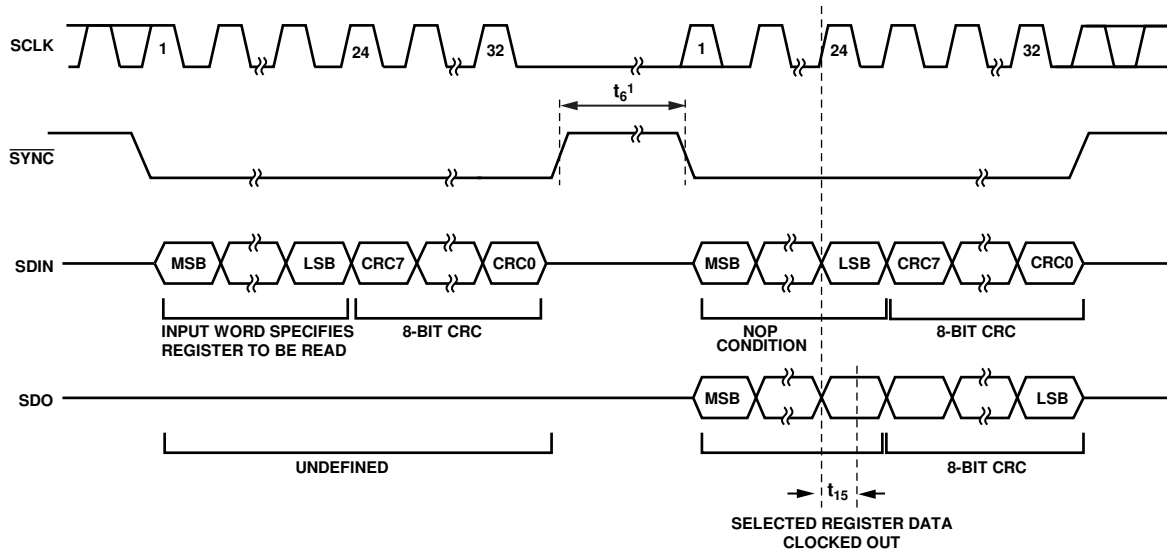 SCLK
1
24
32
1
24
32
t6¹
SYNC
SDIN
MSB
LSB
CRC7
CRC0
MSB
LSB
CRC7
CRC0
INPUT WORD SPECIFIES
REGISTER TO BE READ
8-BIT CRC
NOP
CONDITION
8-BIT CRC
SDO
MSB
LSB
UNDEFINED
8-BIT CRC
t15
SELECTED REGISTER DATA
CLOCKED OUT